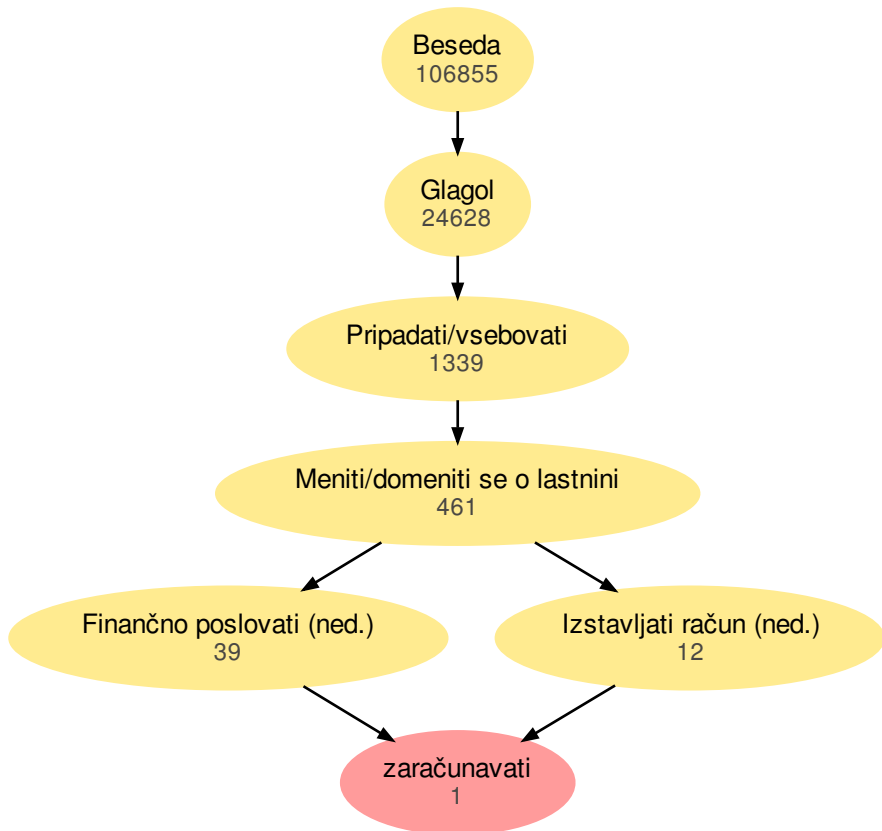 Beseda
106855
Glagol
24628
Pripadati/vsebovati
1339
Meniti/domeniti se o lastnini
461
Finančno poslovati (ned.)
39
Izstavljati račun (ned.)
12
zaračunavati
1